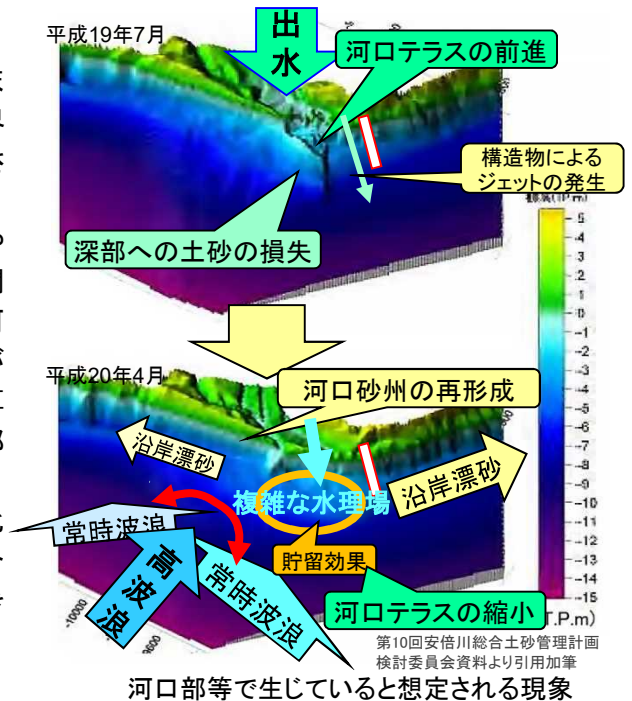 平成19年7月
出
水
河口テラスの前進
構造物による
ジェットの発生
深部への土砂の損失
5
4
3
2
1
0
-1
-2
-3
-4
-5
-6
-7
-8
-9
-10
-11
-12
-13
-14
-15
平成20年4月
河口砂州の再形成
沿岸漂砂
沿岸漂砂
複雑な水理場
常時波浪
貯留効果
高波浪
常時波浪
河口テラスの縮小
T.P.m)
-10000
9600
第10回安倍川総合土砂管理計画
検討委員会資料より引用加筆
河口部等で生じていると想定される現象